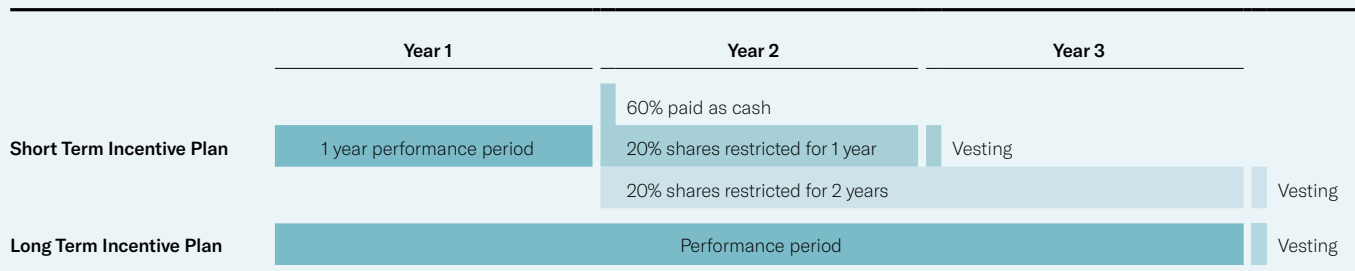 Year 1 Year 2 Year 3
60% paid as cash
Short Term Incentive Plan 1 year performance period 20% shares restricted for 1 year Vesting
20% shares restricted for 2 years Vesting
Long Term Incentive Plan Performance period Vesting